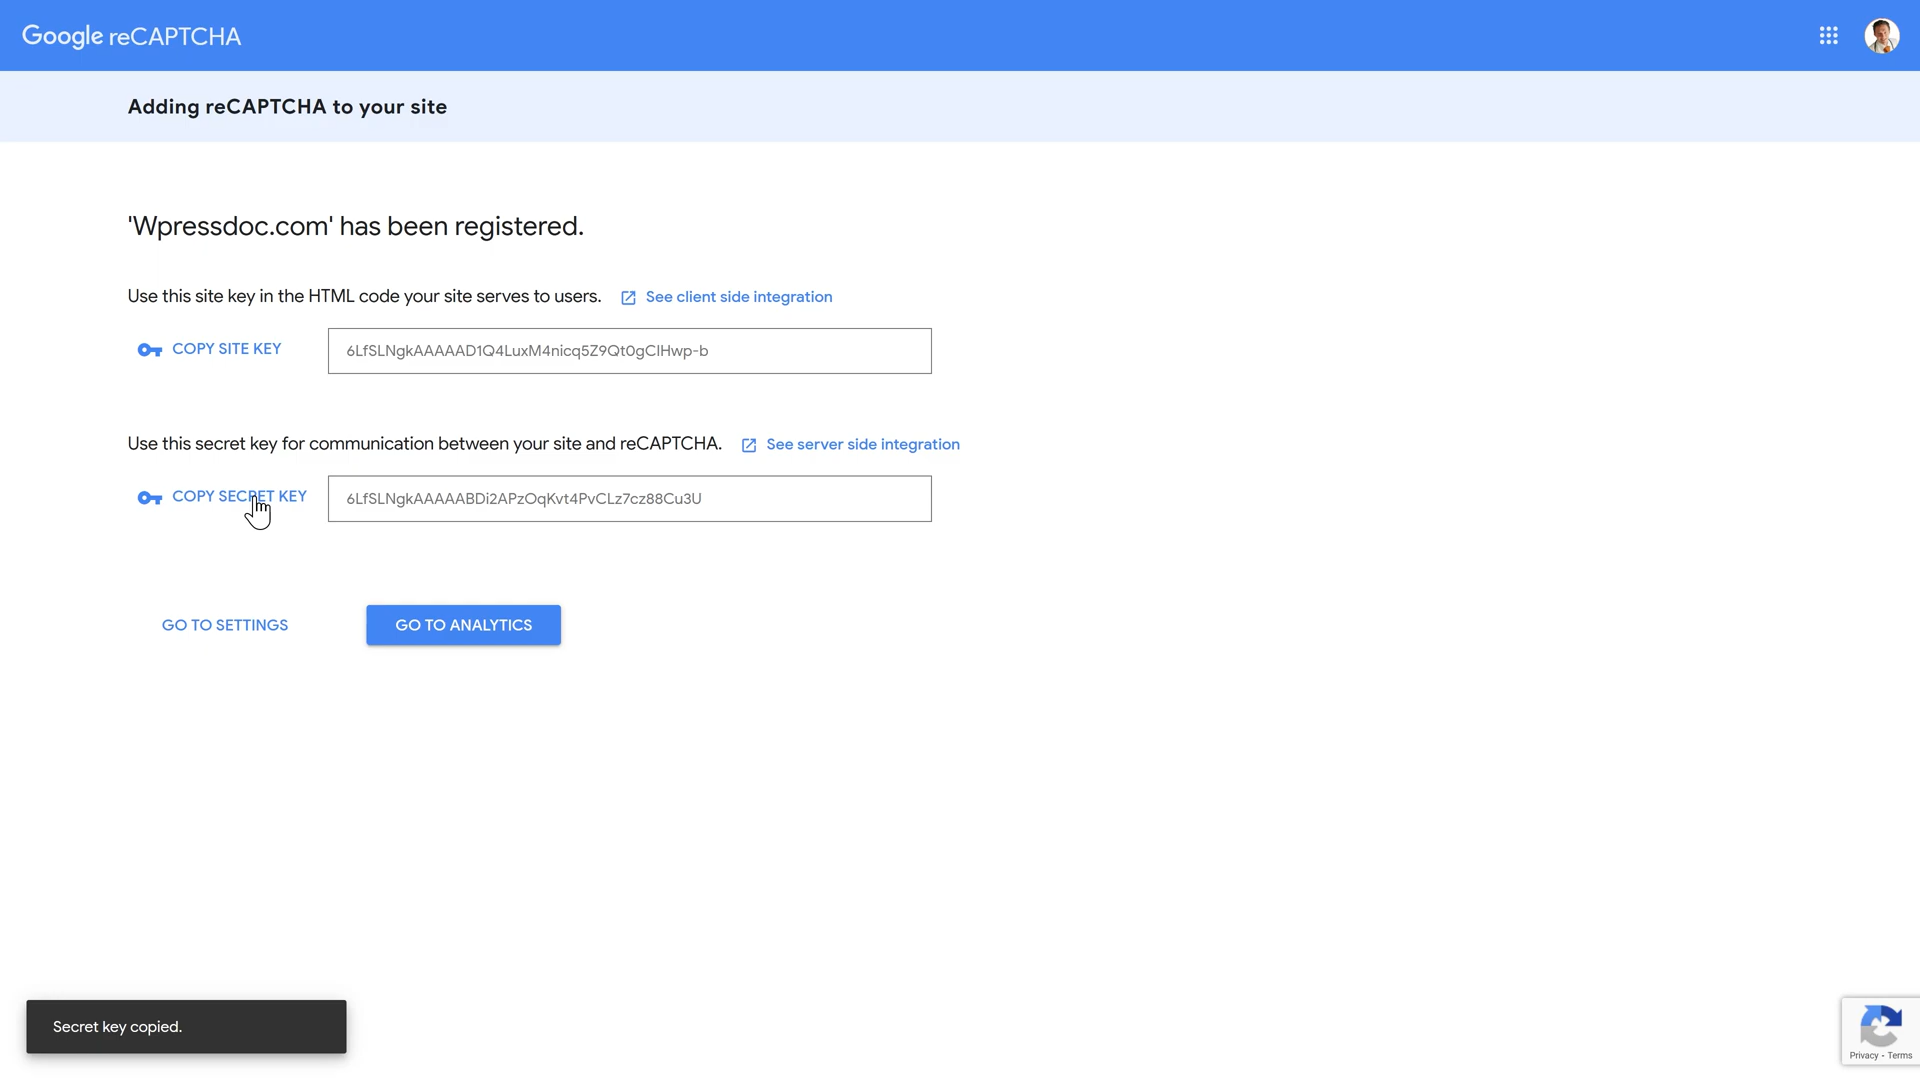 Google reCAPTCHA
Adding reCAPTCHA to your site
'Wpressdoc.com' has been registered.
Use this site key in the HTML code your site serves to users. See client side integration
COPY SITE KEY 6LfSLNgkAAAAAD1Q4LuxM4nicq5Z9Qt0gClHwp-b
Use this secret key for communication between your site and reCAPTCHA. See server side integration
COPY SECRET KEY 6LfSLNgkAAAAABDi2APzOqKvt4PvCLz7cz88Cu3U
GO TO SETTINGS GO TO ANALYTICS
Secret key copied.
Privacy - Terms